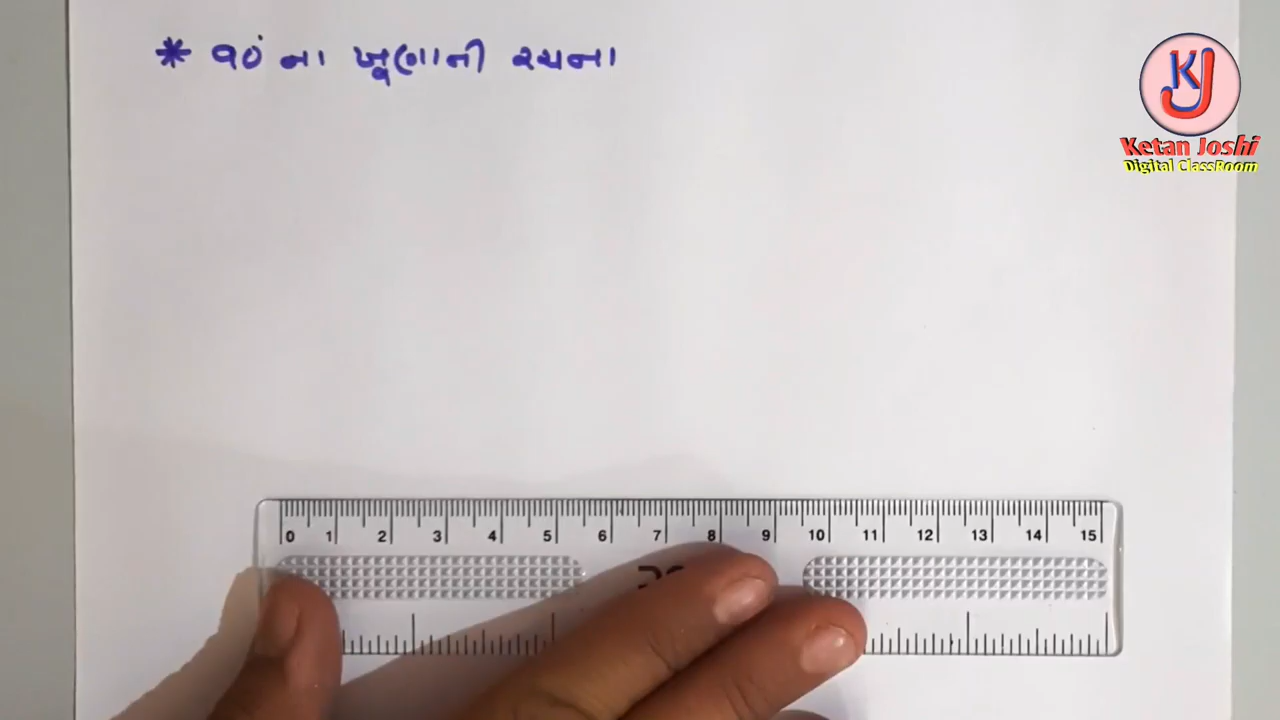 * ૧૦° ના ખૂણાની રચના
KJ
Ketan Joshi
Digital ClassRoom
0 1 2 3 4 5 6 7 8 9 10 11 12 13 14 15